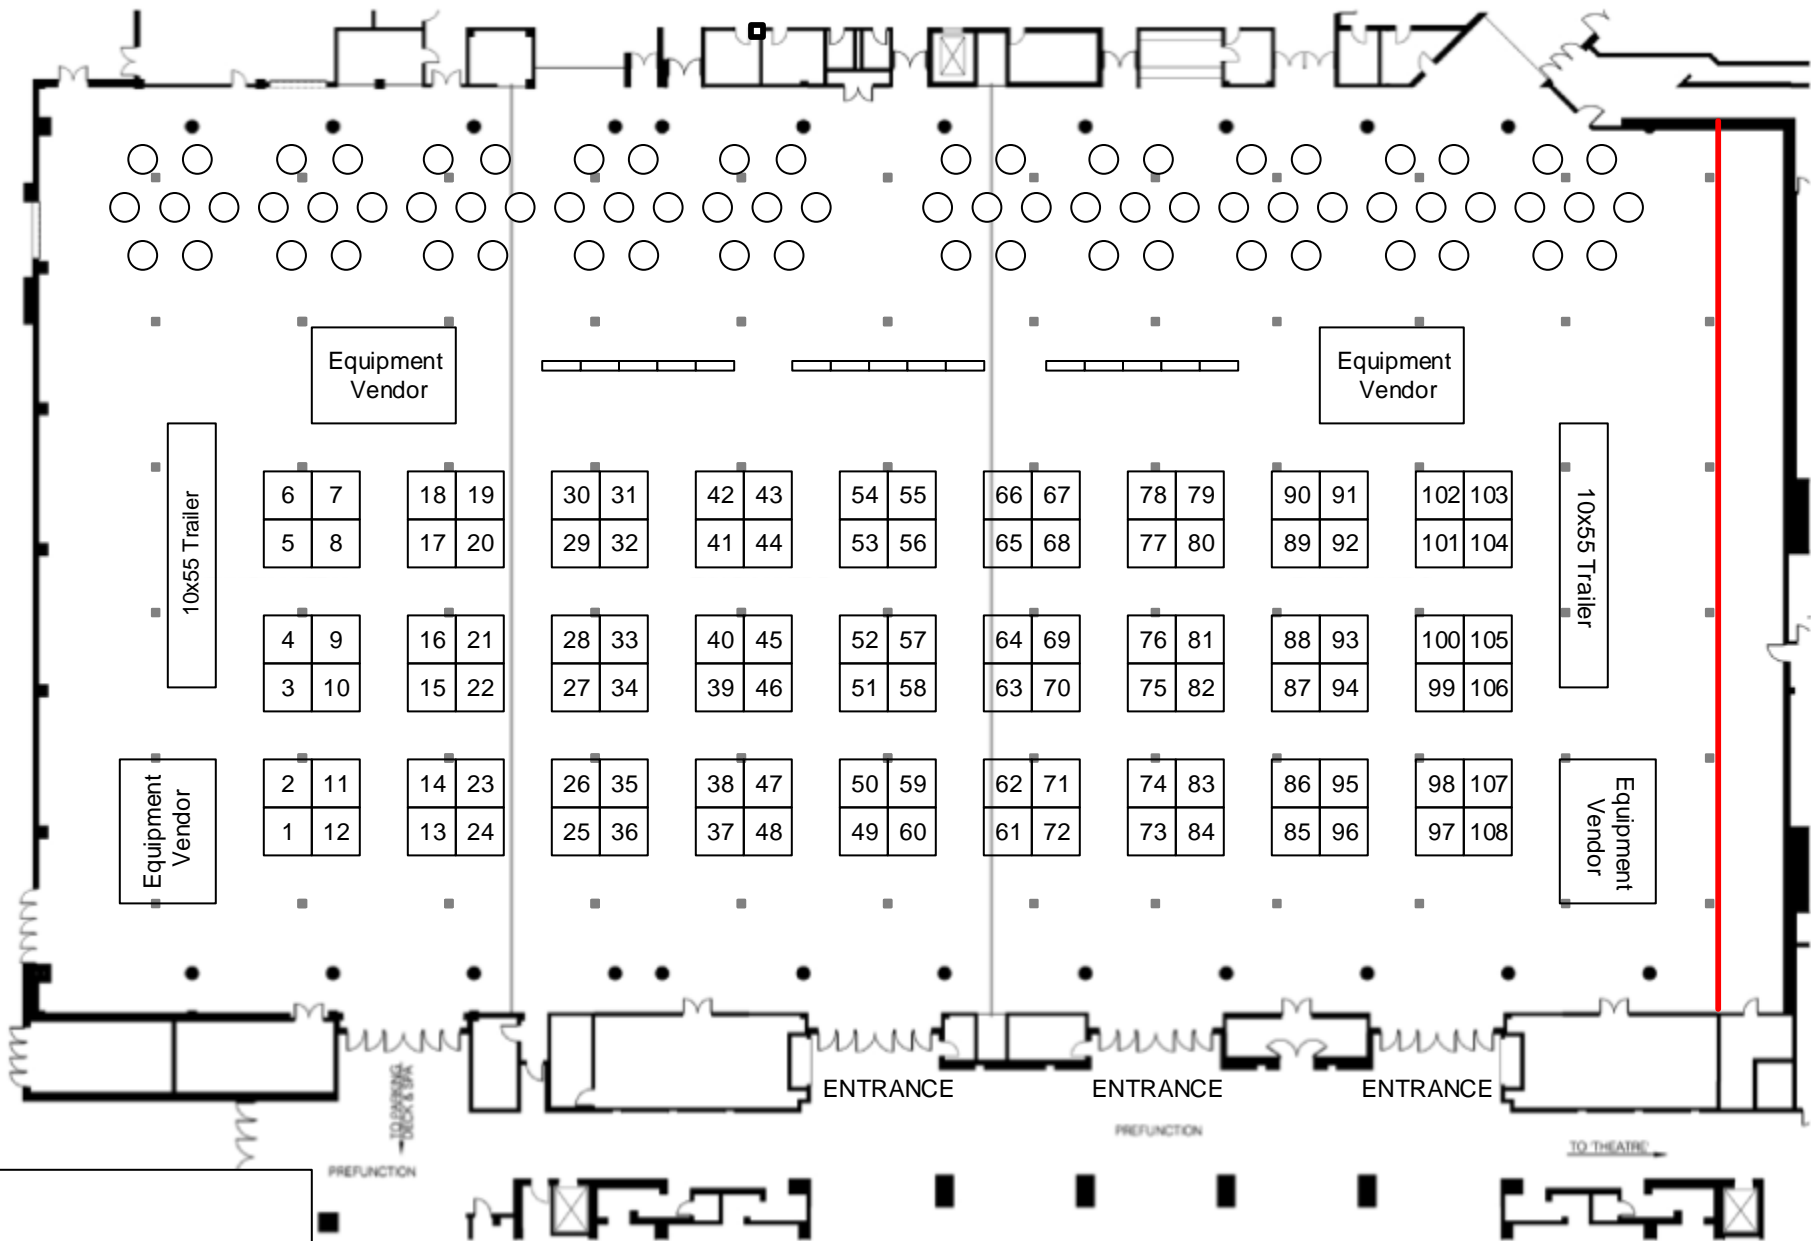 Equipment
Vendor
Equipment
Vendor
10x55 Trailer
10x55 Trailer
6 7 18 19 30 31 42 43 54 55 66 67 78 79 90 91 102 103
5 8 17 20 29 32 41 44 53 56 65 68 77 80 89 92 101 104
4 9 16 21 28 33 40 45 52 57 64 69 76 81 88 93 100 105
3 10 15 22 27 34 39 46 51 58 63 70 75 82 87 94 99 106
2 11 14 23 26 35 38 47 50 59 62 71 74 83 86 95 98 107
1 12 13 24 25 36 37 48 49 60 61 72 73 84 85 96 97 108
Equipment
Vendor
Equipment
Vendor
ENTRANCE ENTRANCE ENTRANCE
TO PARKING
DECK & SPA
PREFUNCTION
PREFUNCTION
TO 'THEATRE'